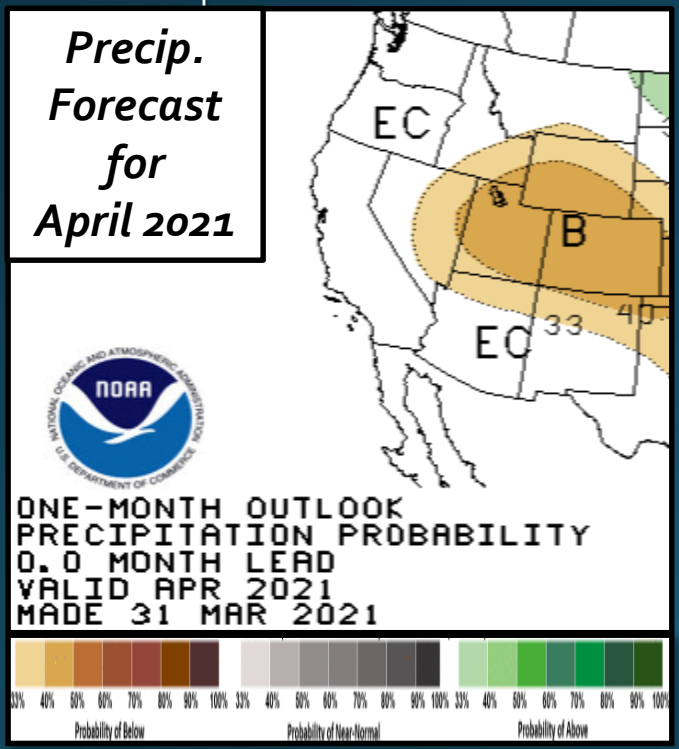 Precip.
Forecast
for
April 2021
EC
B
EC
33
40
NATIONAL OCEANIC AND ATMOSPHERIC ADMINISTRATION
NOAA
U.S. DEPARTMENT OF COMMERCE
ONE-MONTH OUTLOOK
PRECIPITATION PROBABILITY
0.0 MONTH LEAD
VALID APR 2021
MADE 31 MAR 2021
33% 40% 50% 60% 70% 80% 90% 100% 33% 40% 50% 60% 70% 80% 90% 100% 33% 40% 50% 60% 70% 80% 90% 100%
Probability of Below Probability of Near-Normal Probability of Above